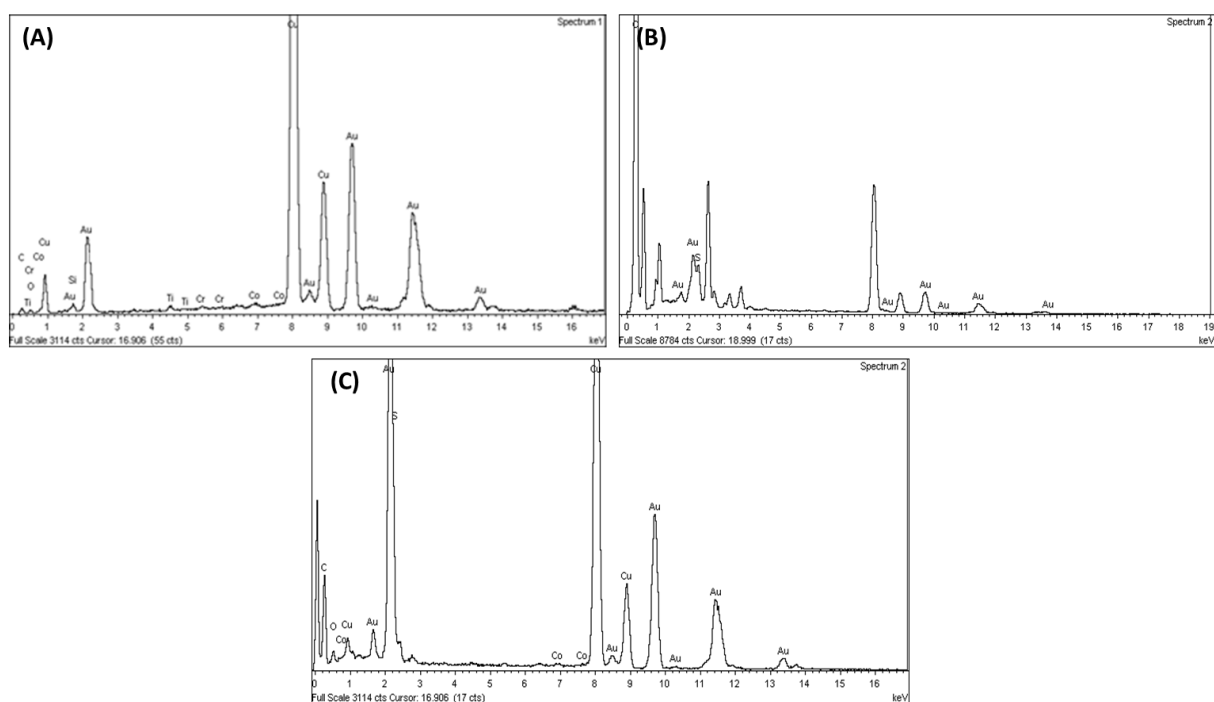 (A)
Spectrum 1
Cu
Au
Cu
Au
Cu
Au
C
Co
Cr
Si
O
Au
Au
Ti
Au
Ti
Ti
Cr
Cr
Co
Co
Au
0 1 2 3 4 5 6 7 8 9 10 11 12 13 14 15 16
Full Scale 3114 cts Cursor: 16.906 (55 cts)
keV
(B)
Spectrum 2
C
Au
S
Au
Au
Au
Au
Au
Au
0 1 2 3 4 5 6 7 8 9 10 11 12 13 14 15 16 17 18 19
Full Scale 8784 cts Cursor: 18.999 (17 cts)
keV
(C)
Spectrum 2
Au
Cu
S
Au
C
Cu
Au
O
Cu
Au
Co
Co
Co
Au
Au
Au
0 1 2 3 4 5 6 7 8 9 10 11 12 13 14 15 16
Full Scale 3114 cts Cursor: 16.906 (17 cts)
keV